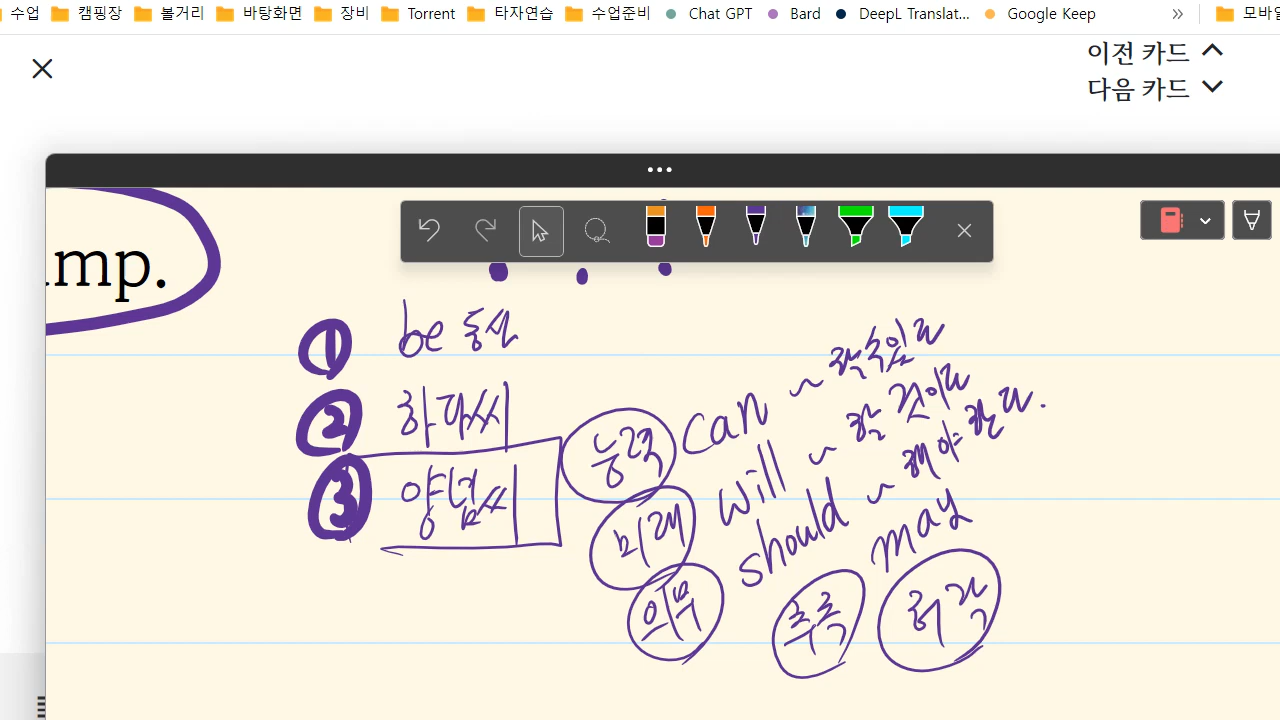 수업 캠핑장 볼거리 바탕화면 장비 Torrent 타자연습 수업준비 Chat GPT Bard DeepL Translat... Google Keep » 모바일
이전 카드
다음 카드
mp.
① be 동사
② 하다씨
③ 양념씨
능력 can ~ 할 수 있다
미래 will ~ 할 것이다
의무 should ~ 해야 한다.
may
추측 허락